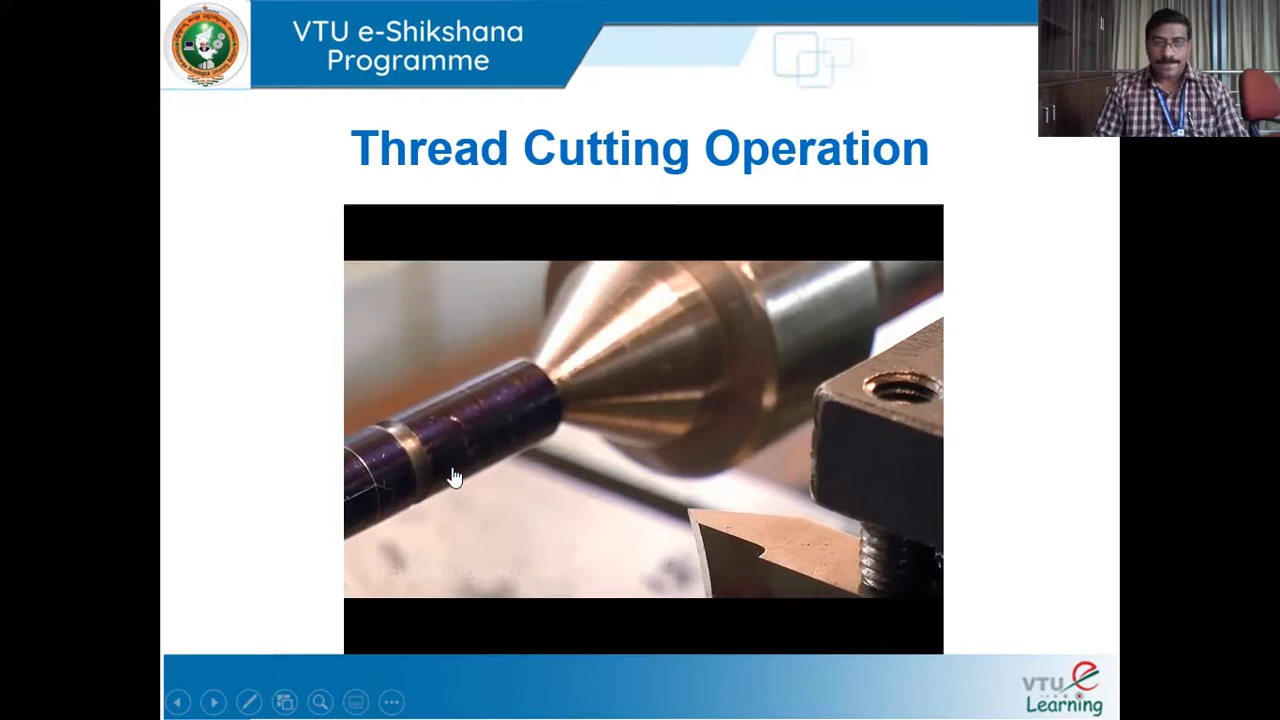 VTU e-Shikshana
Programme
Thread Cutting Operation
VTU e
Learning